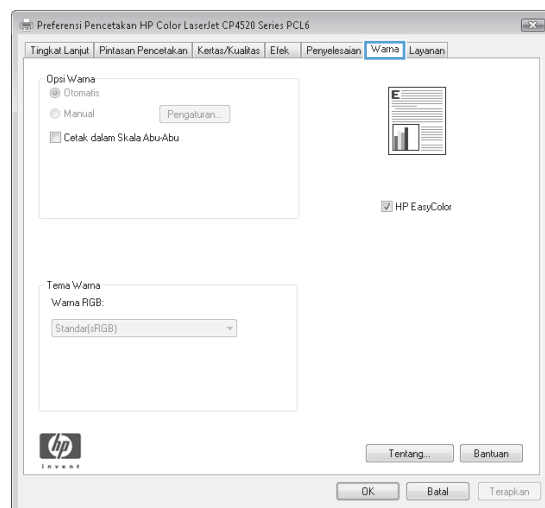 Preferensi Pencetakan HP Color LaserJet CP4520 Series PCL6
Tingkat Lanjut Pintasan Pencetakan Kertas/Kualitas Efek Penyelesaian Warna Layanan
Opsi Warna
Otomatis
Manual Pengaturan...
Cetak dalam Skala Abu-Abu
E
HP EasyColor
Tema Warna
Warna RGB:
Standar(sRGB)
hp
invent
Tentang... Bantuan
OK Batal Terapkan